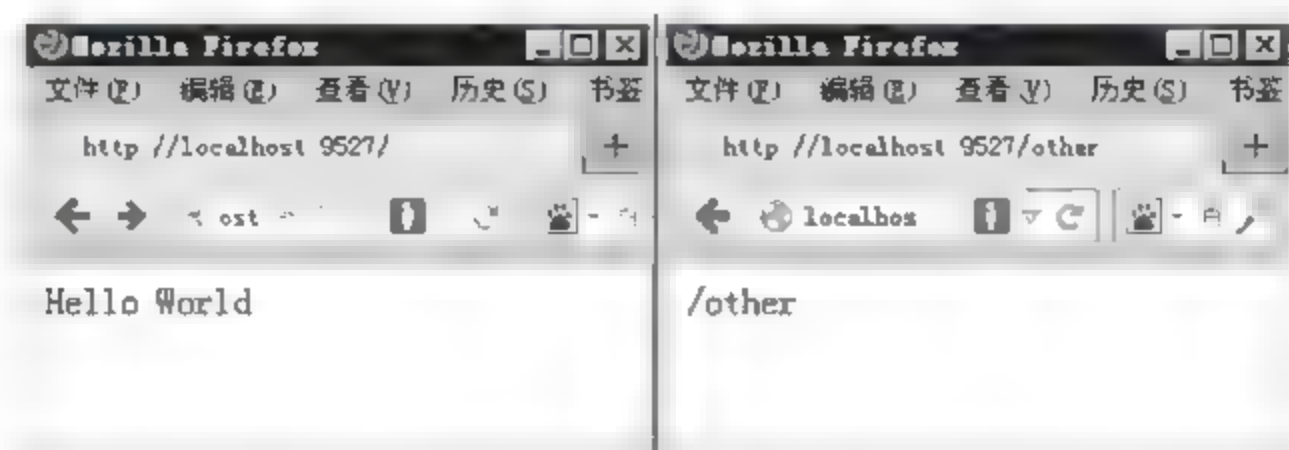 Mozilla Firefox
文件(F) 编辑(E) 查看(V) 历史(S) 书签
http //localhost 9527/
ost
Hello World
Mozilla Firefox
文件(F) 编辑(E) 查看(V) 历史(S) 书签
http //localhost 9527/other
localhos
/other